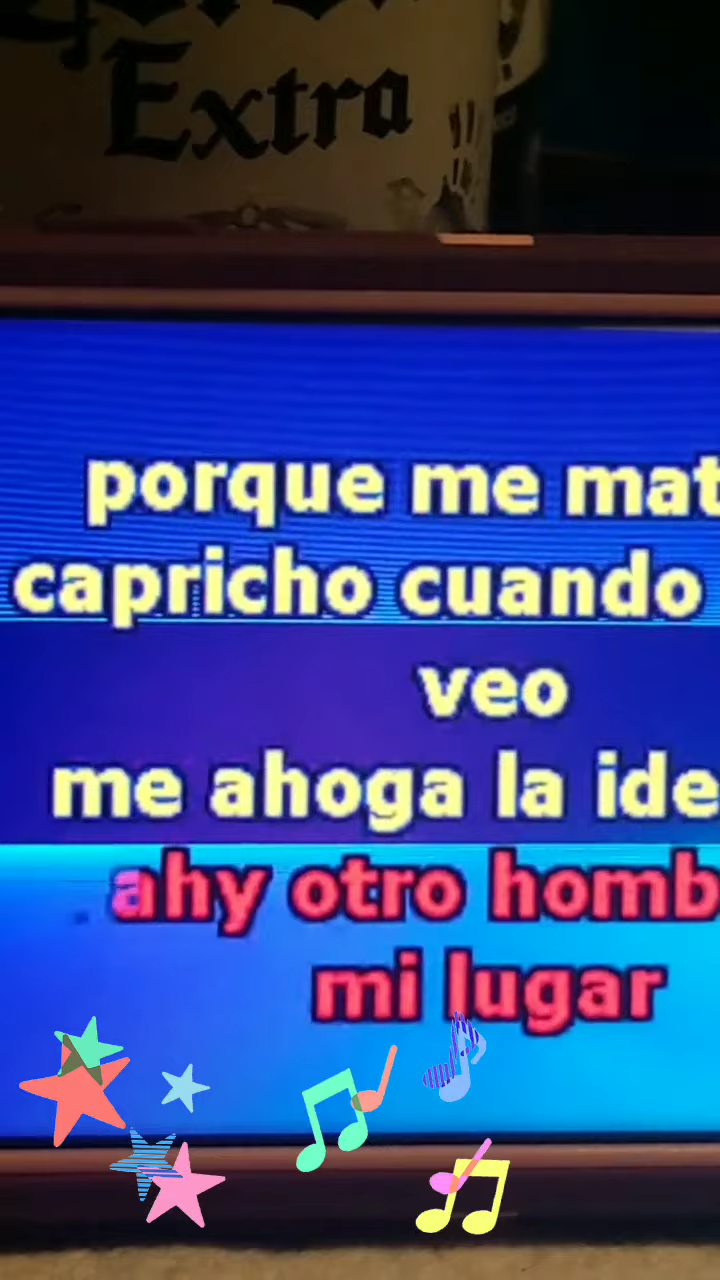 Extra
porque me mat
capricho cuando
veo
me ahoga la ide
ahy otro homb
mi lugar